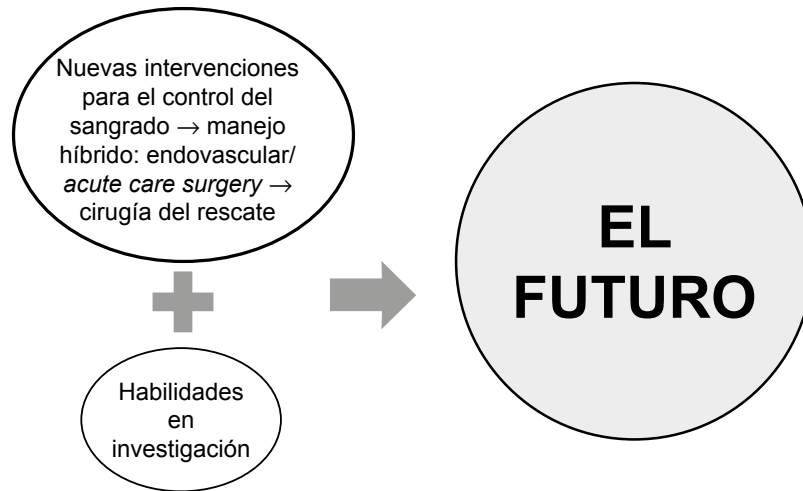 Nuevas intervenciones
para el control del
sangrado → manejo
híbrido: endovascular/
acute care surgery →
cirugía del rescate
Habilidades
en
investigación
EL
FUTURO